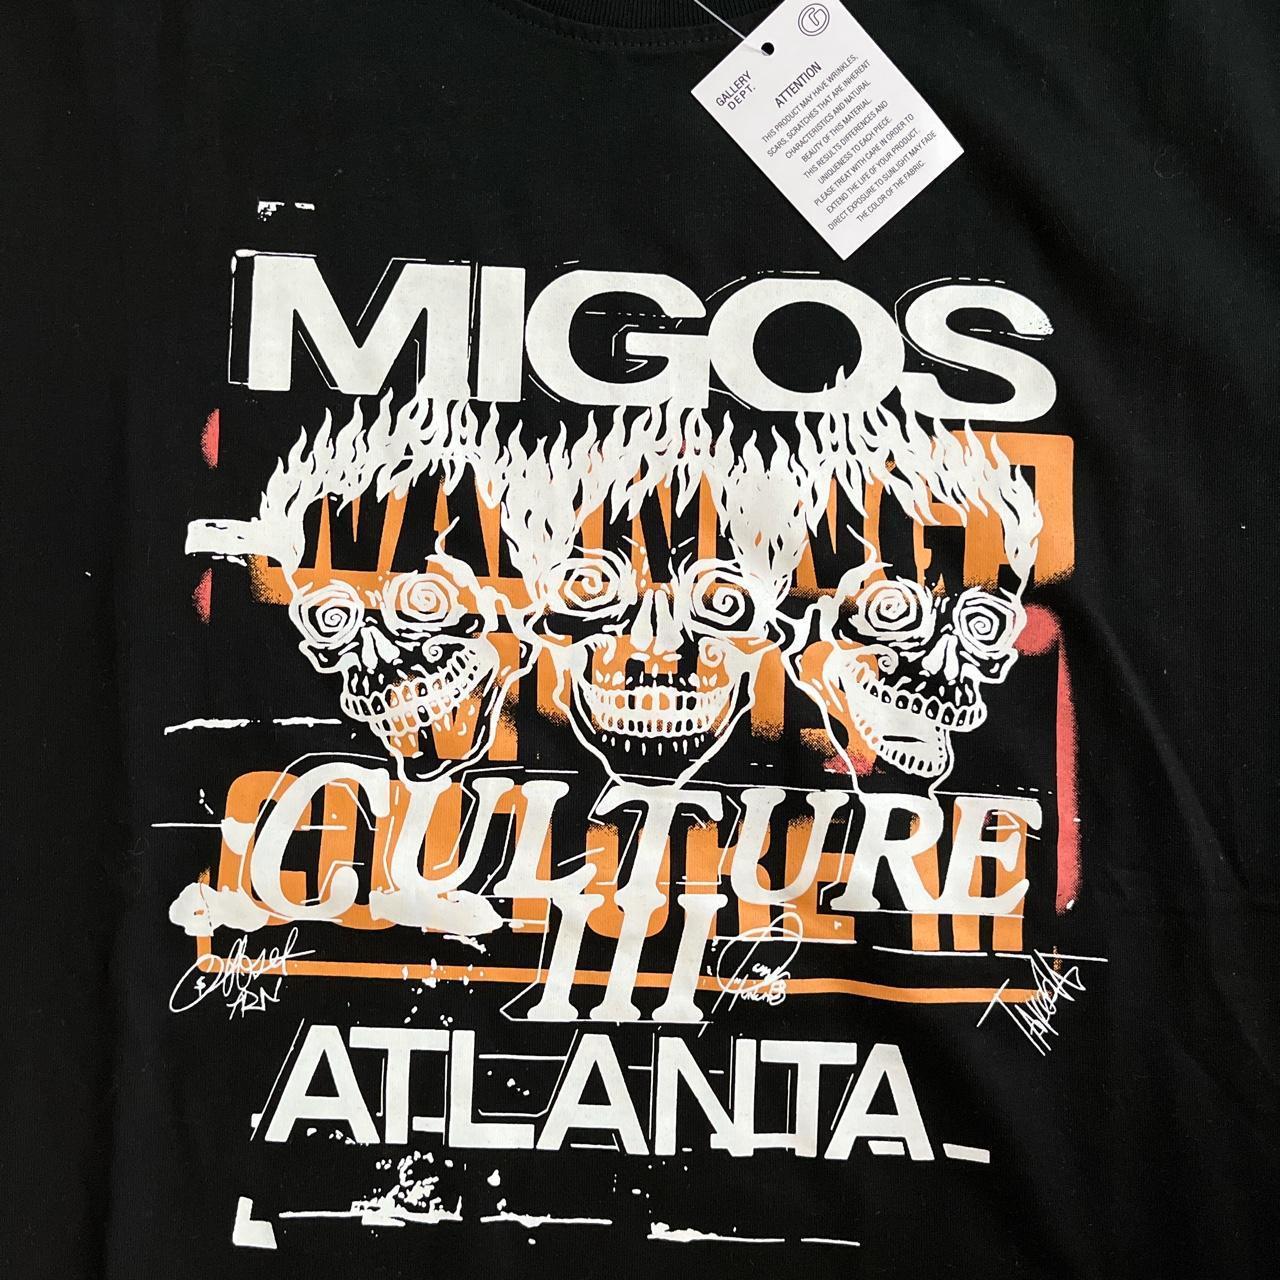 GALLERY
DEPT.
ATTENTION
THIS PRODUCT MAY HAVE WRINKLES,
SCARS, SCRATCHES THAT ARE INHERENT
CHARACTERISTICS AND NATURAL
BEAUTY OF THIS MATERIAL.
THIS RESULTS DIFFERENCES AND
UNIQUENESS TO EACH PIECE.
PLEASE TREAT WITH CARE IN ORDER TO
EXTEND THE LIFE OF YOUR PRODUCT.
DIRECT EXPOSURE TO SUNLIGHT MAY FADE
THE COLOR OF THE FABRIC.
MIGOS
CULTURE
III
CULTURE III
ATLANTA